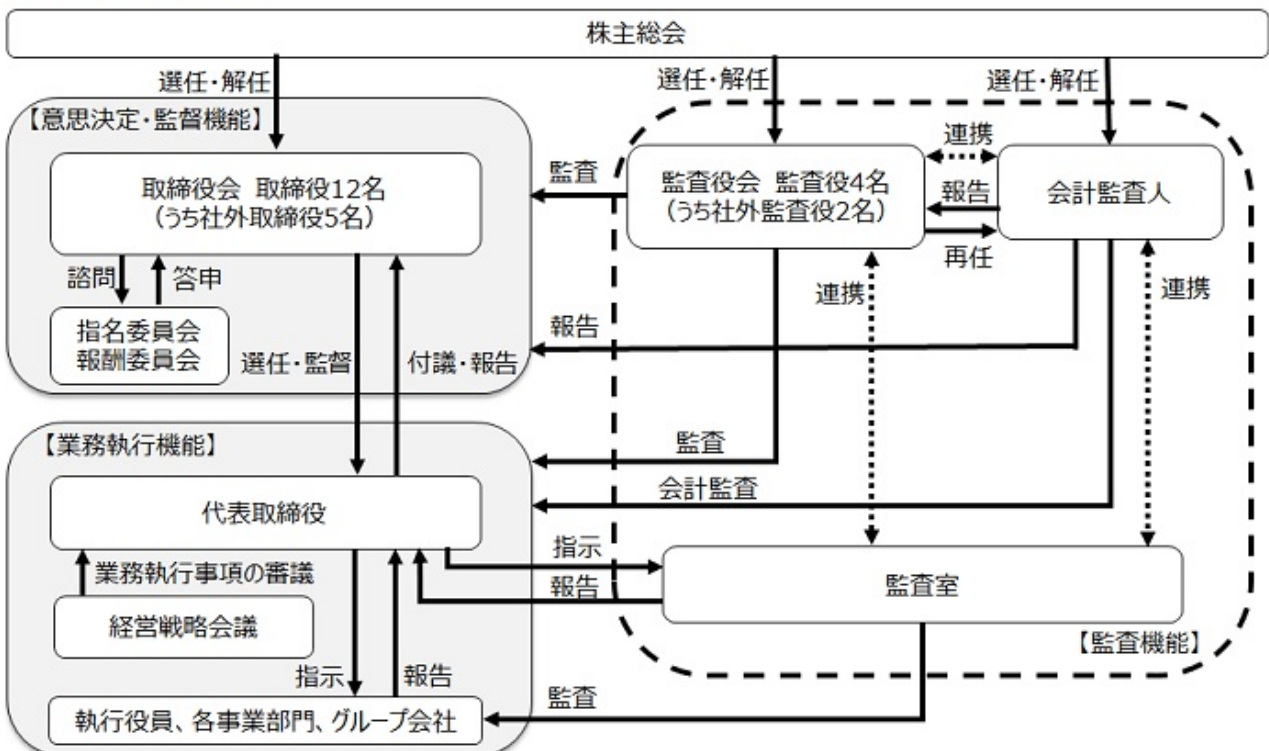 株主総会
選任・解任
選任・解任
選任・解任
【意思決定・監督機能】
取締役会 取締役12名
(うち社外取締役5名)
監査
監査役会 監査役4名
(うち社外監査役2名)
連携
報告
再任
会計監査人
諮問
答申
指名委員会
報酬委員会
選任・監督
付議・報告
報告
連携
連携
【業務執行機能】
監査
会計監査
代表取締役
業務執行事項の審議
経営戦略会議
指示
報告
監査室
【監査機能】
指示
報告
監査
執行役員、各事業部門、グループ会社